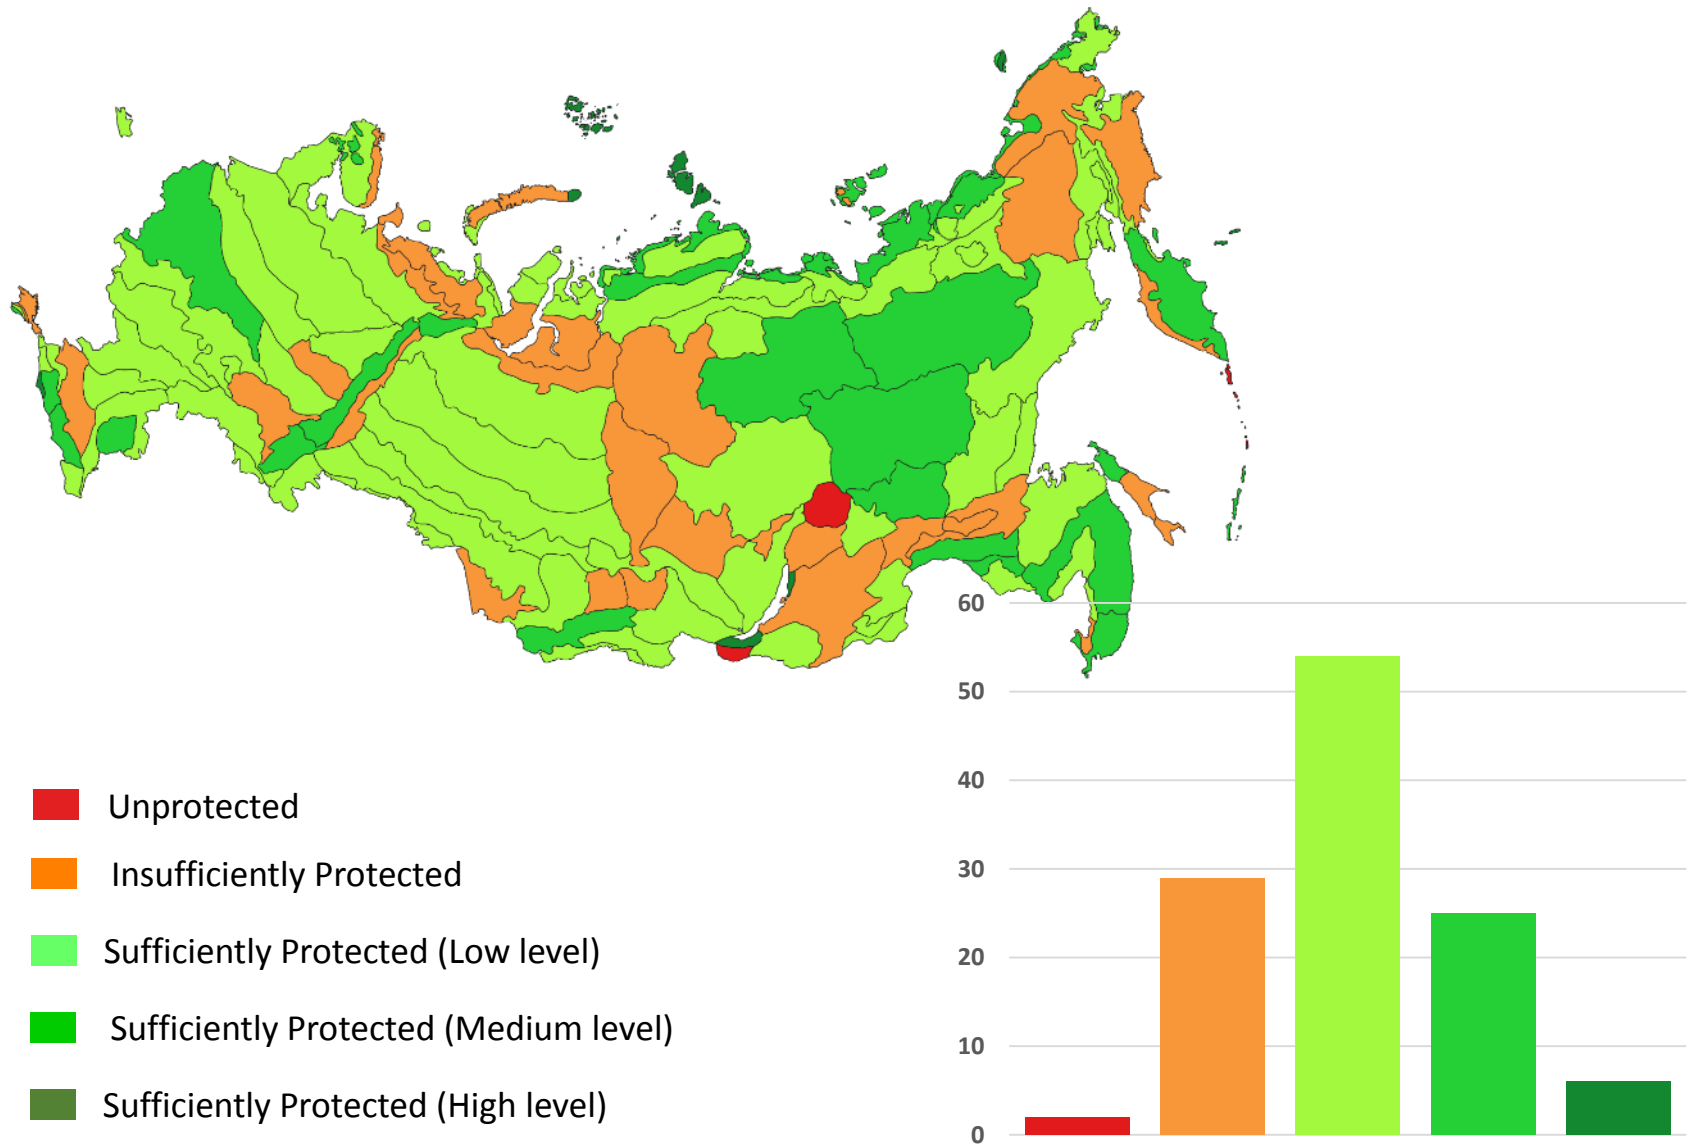 60
50
40
30
20
10
0
Unprotected
Insufficiently Protected
Sufficiently Protected (Low level)
Sufficiently Protected (Medium level)
Sufficiently Protected (High level)